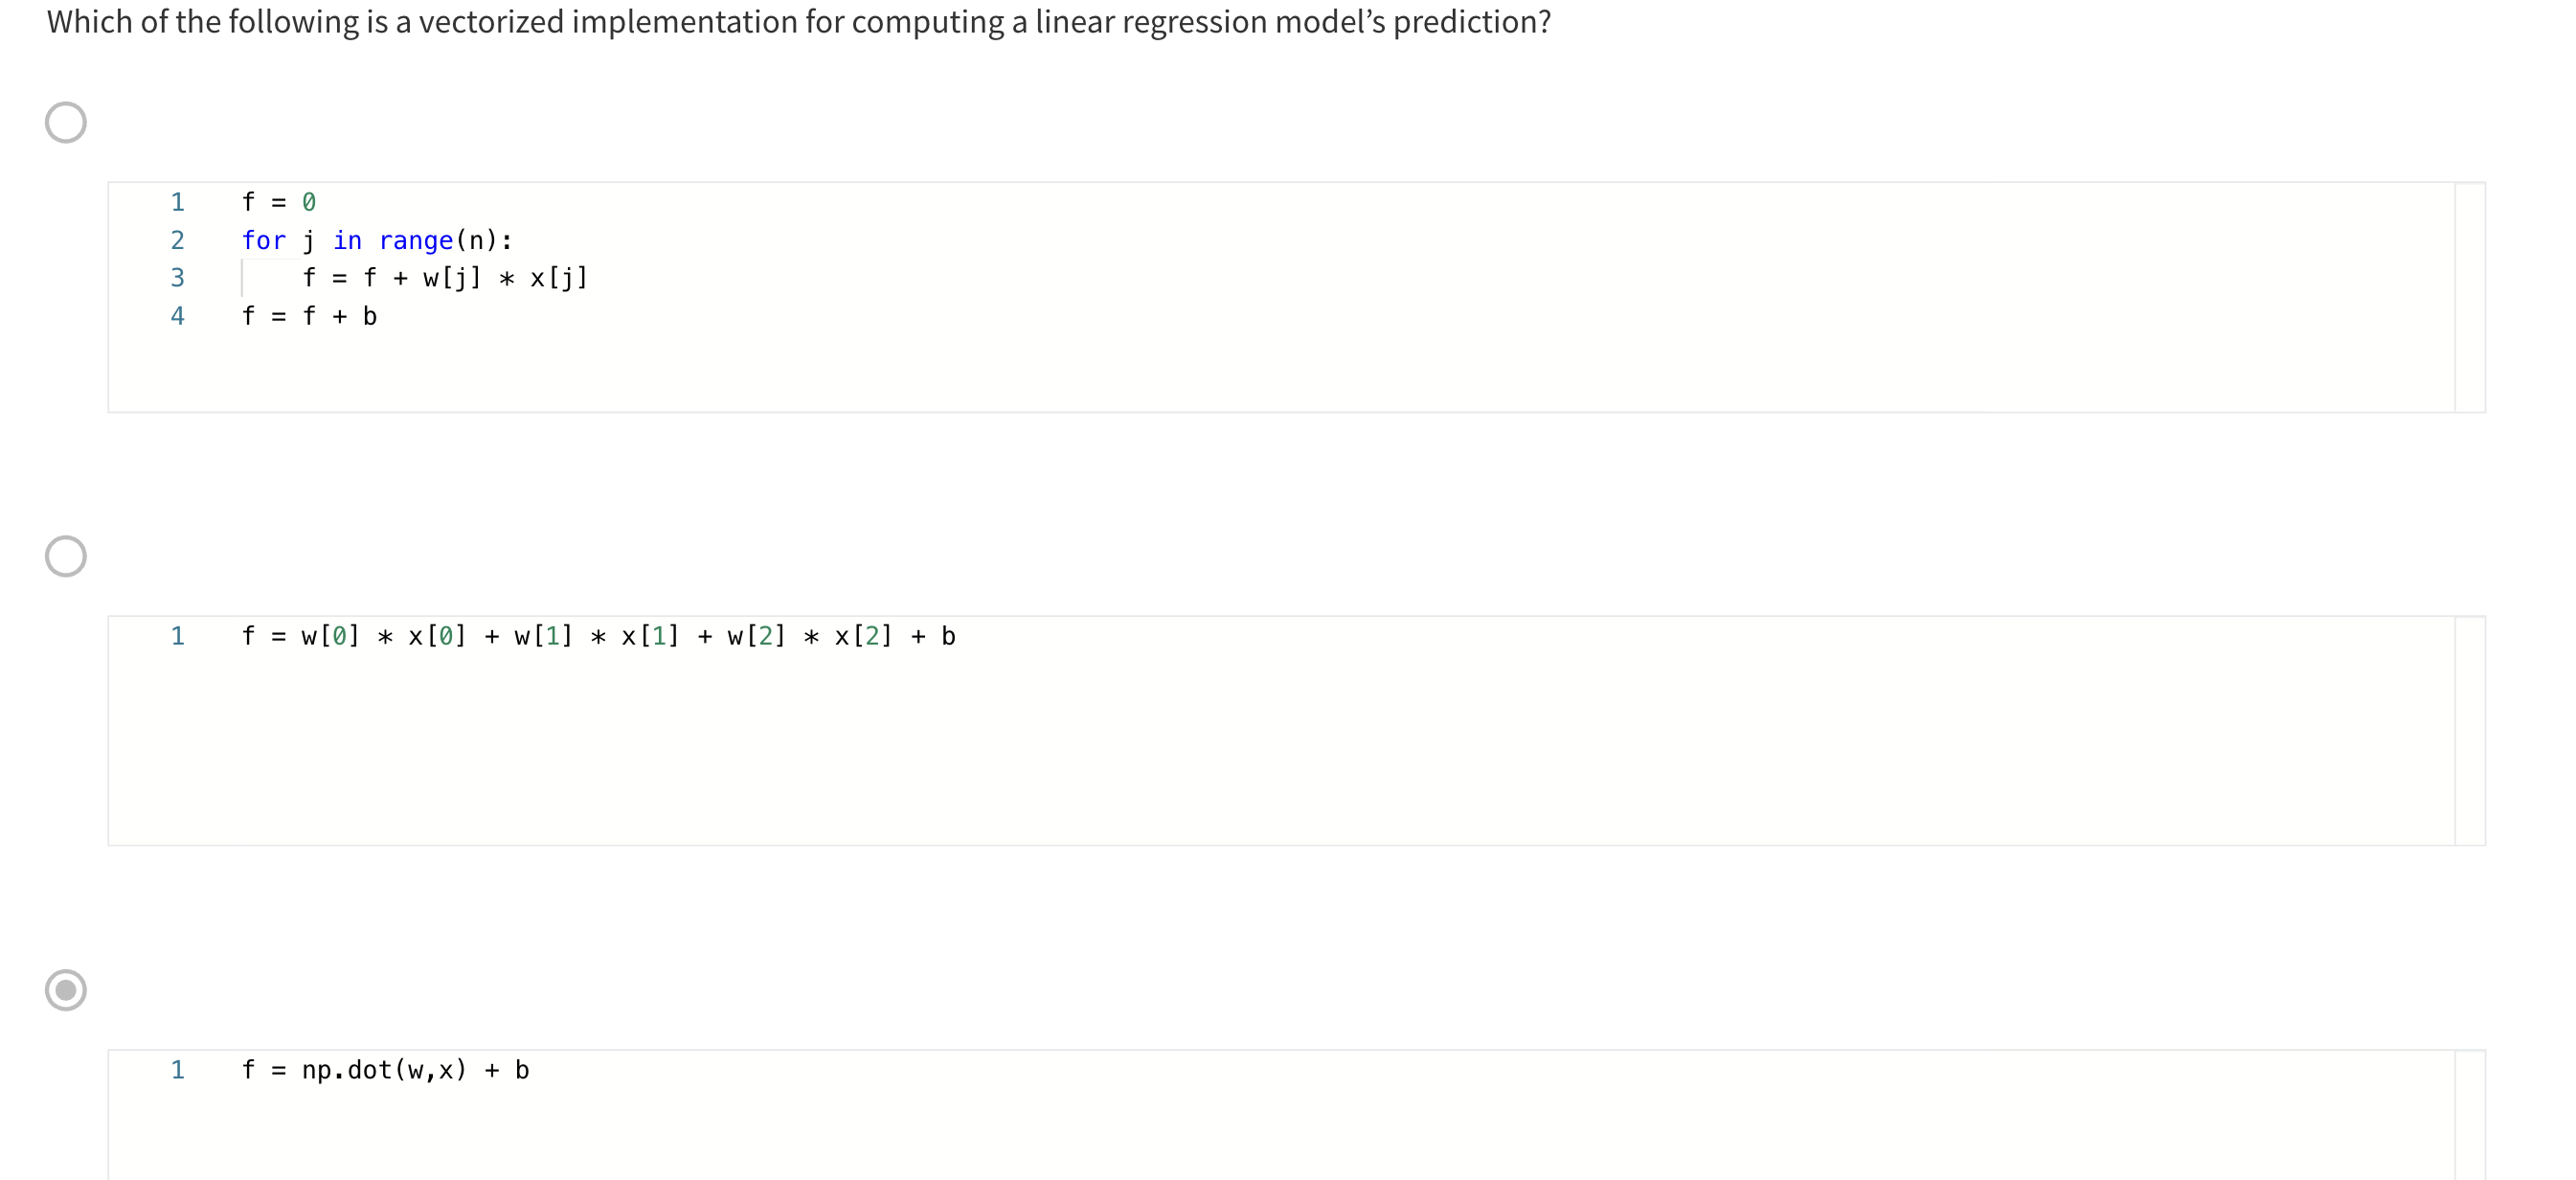 Which of the following is a vectorized implementation for computing a linear regression model’s prediction?
1 f = 0
2 for j in range(n):
3     f = f + w[j] * x[j]
4 f = f + b
1 f = w[0] * x[0] + w[1] * x[1] + w[2] * x[2] + b
1 f = np.dot(w,x) + b